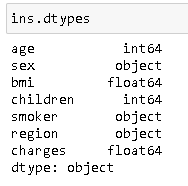 ins.dtypes
age int64
sex object
bmi float64
children int64
smoker object
region object
charges float64
dtype: object